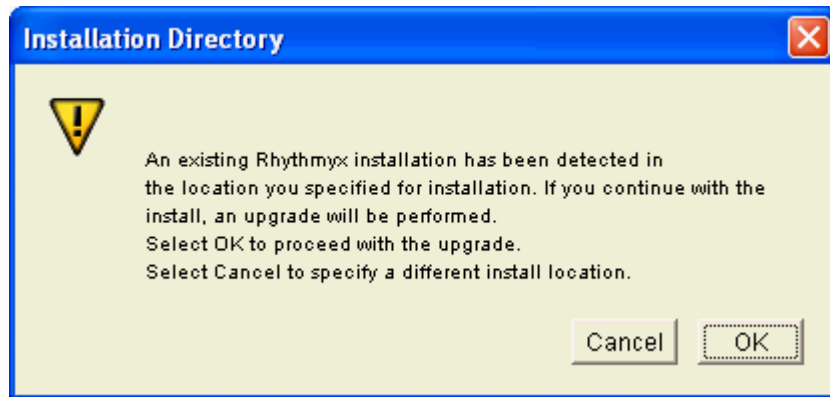 Installation Directory
An existing Rhythmyx installation has been detected in
the location you specified for installation. If you continue with the
install, an upgrade will be performed.
Select OK to proceed with the upgrade.
Select Cancel to specify a different install location.
Cancel OK